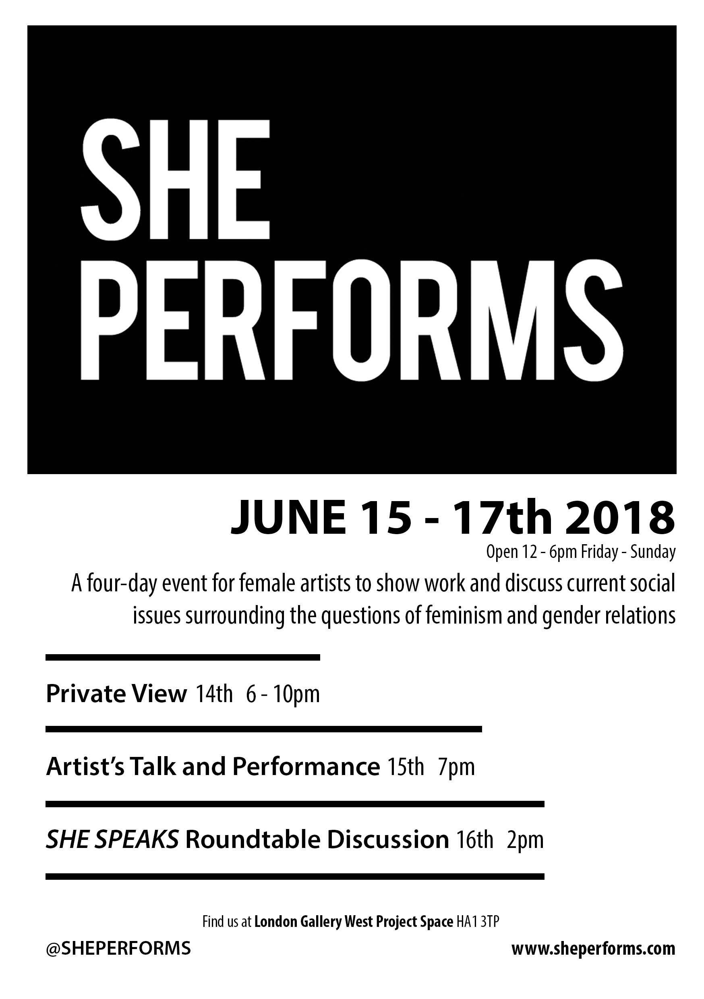 SHE
PERFORMS
JUNE 15 - 17th 2018
Open 12 - 6pm Friday - Sunday
A four-day event for female artists to show work and discuss current social
issues surrounding the questions of feminism and gender relations
Private View 14th 6 - 10pm
Artist’s Talk and Performance 15th 7pm
SHE SPEAKS Roundtable Discussion 16th 2pm
Find us at London Gallery West Project Space HA1 3TP
@SHEPERFORMS
www.sheperforms.com